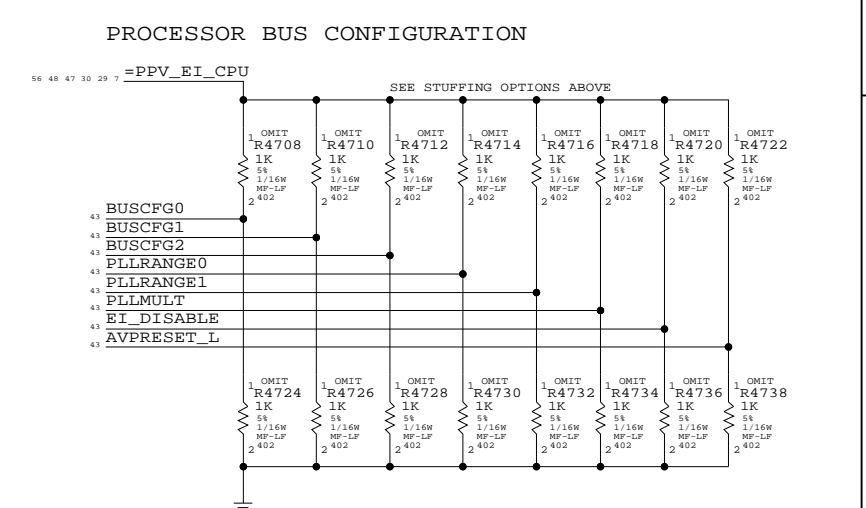 PROCESSOR BUS CONFIGURATION
56 48 47 30 29 7 =PPV_EI_CPU
SEE STUFFING OPTIONS ABOVE
1 OMIT R4708 1K 5% 1/16W MF-LF 2 402
1 OMIT R4710 1K 5% 1/16W MF-LF 2 402
1 OMIT R4712 1K 5% 1/16W MF-LF 2 402
1 OMIT R4714 1K 5% 1/16W MF-LF 2 402
1 OMIT R4716 1K 5% 1/16W MF-LF 2 402
1 OMIT R4718 1K 5% 1/16W MF-LF 2 402
1 OMIT R4720 1K 5% 1/16W MF-LF 2 402
1 OMIT R4722 1K 5% 1/16W MF-LF 2 402
43 BUSCFG0
43 BUSCFG1
43 BUSCFG2
43 PLLRANGE0
43 PLLRANGE1
43 PLLMULT
43 EI_DISABLE
43 AVPRESET_L
1 OMIT R4724 1K 5% 1/16W MF-LF 2 402
1 OMIT R4726 1K 5% 1/16W MF-LF 2 402
1 OMIT R4728 1K 5% 1/16W MF-LF 2 402
1 OMIT R4730 1K 5% 1/16W MF-LF 2 402
1 OMIT R4732 1K 5% 1/16W MF-LF 2 402
1 OMIT R4734 1K 5% 1/16W MF-LF 2 402
1 OMIT R4736 1K 5% 1/16W MF-LF 2 402
1 OMIT R4738 1K 5% 1/16W MF-LF 2 402